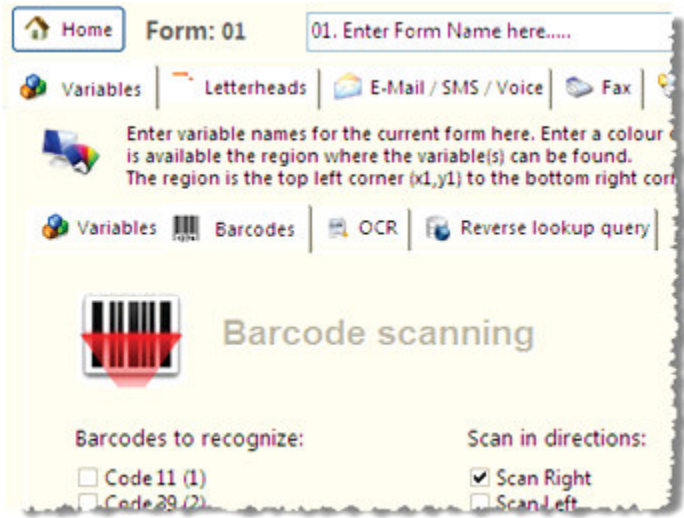 Home Form: 01 01. Enter Form Name here.....
Variables Letterheads E-Mail / SMS / Voice Fax
Enter variable names for the current form here. Enter a colour
is available the region where the variable(s) can be found.
The region is the top left corner (x1,y1) to the bottom right
Variables Barcodes OCR Reverse lookup query
Barcode scanning
Barcodes to recognize: Scan in directions:
Code 11 (1) Scan Right
Code 39 (2) Scan Left